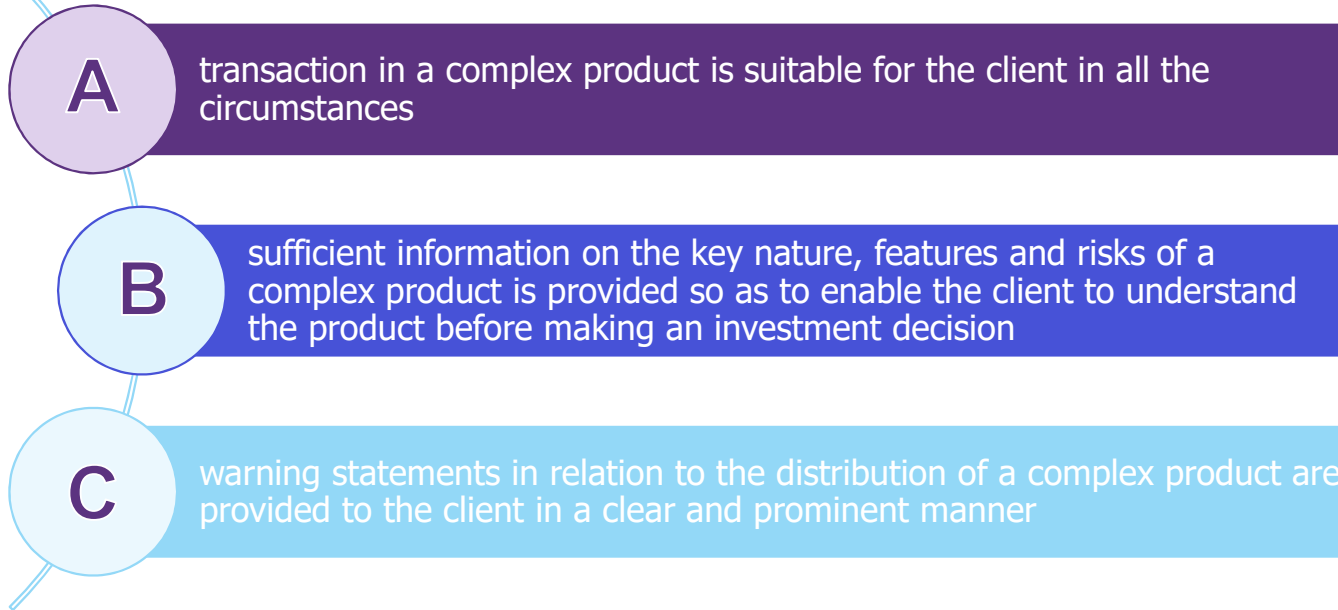 A
transaction in a complex product is suitable for the client in all the
circumstances
B
sufficient information on the key nature, features and risks of a
complex product is provided so as to enable the client to understand
the product before making an investment decision
C
warning statements in relation to the distribution of a complex product are
provided to the client in a clear and prominent manner